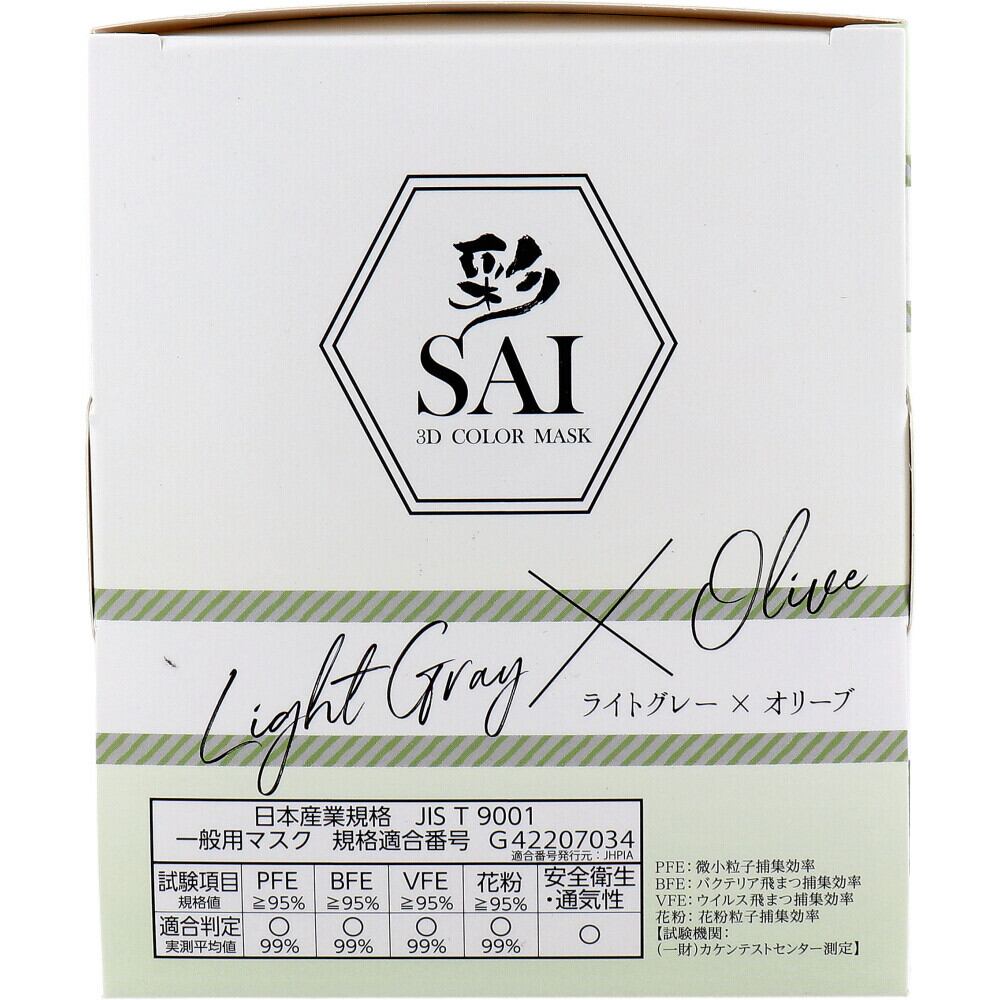 彩
SAI
3D COLOR MASK
Light Gray × Olive
ライトグレー × オリーブ
日本産業規格 JIS T 9001
一般用マスク 規格適合番号 G42207034
適合番号発行元：JHPIA
試験項目 PFE BFE VFE 花粉 安全衛生
規格値 ≧95% ≧95% ≧95% ≧95% ・通気性
適合判定 ○ ○ ○ ○ ○
実測平均値 99% 99% 99% 99%
PFE：微小粒子捕集効率
BFE：バクテリア飛まつ捕集効率
VFE：ウイルス飛まつ捕集効率
花粉：花粉粒子捕集効率
【試験機関：
(一財)カケンテストセンター測定】